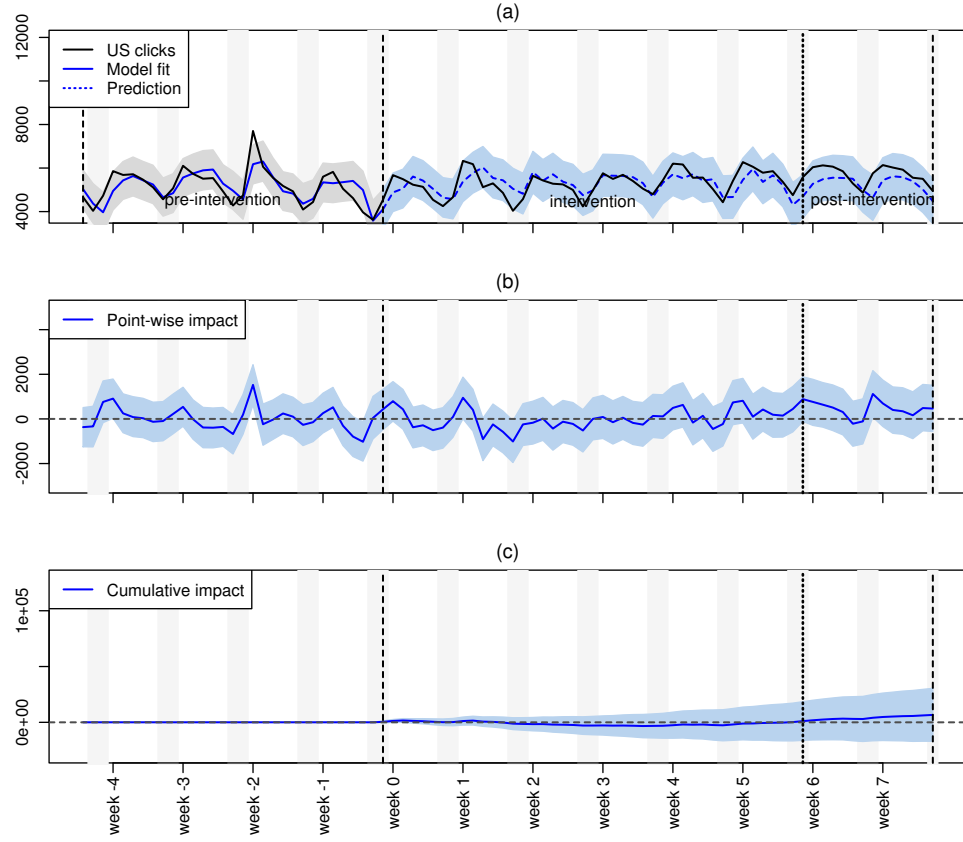 (a)
12000
8000
4000
US clicks
Model fit
Prediction
pre-intervention
intervention
post-intervention
(b)
2000
0
-2000
Point-wise impact
(c)
1e+05
0e+00
Cumulative impact
week -4
week -3
week -2
week -1
week 0
week 1
week 2
week 3
week 4
week 5
week 6
week 7